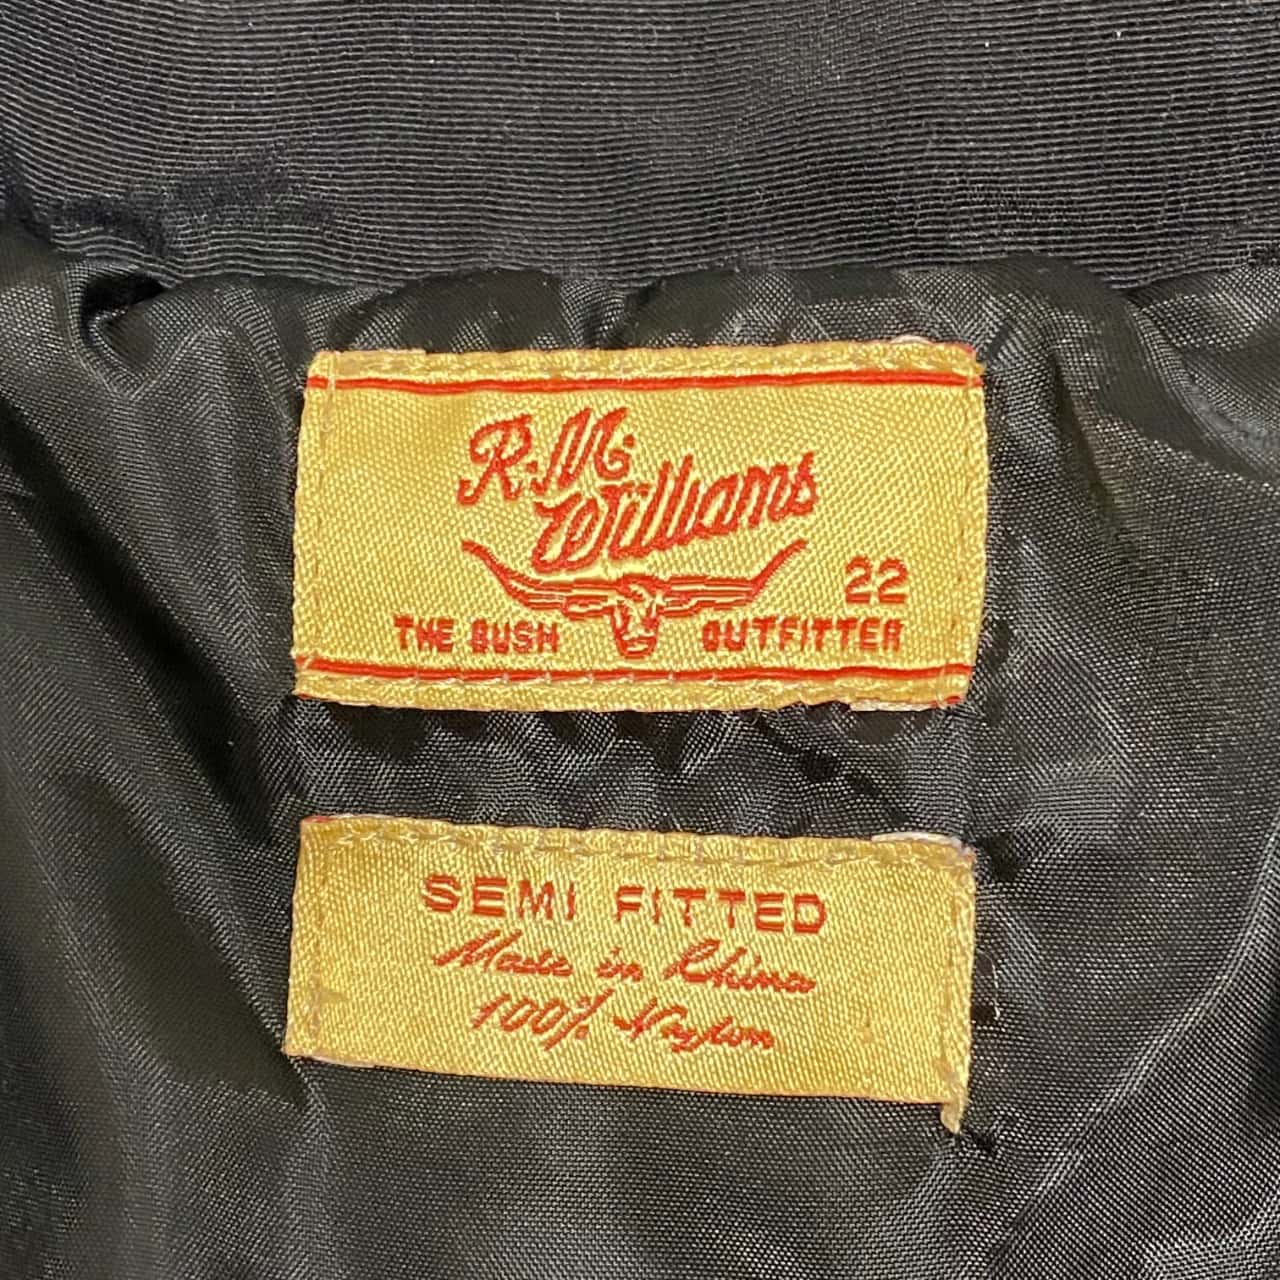 R.M.
Williams
22
THE BUSH OUTFITTER
SEMI FITTED
Made in China
100% Nylon